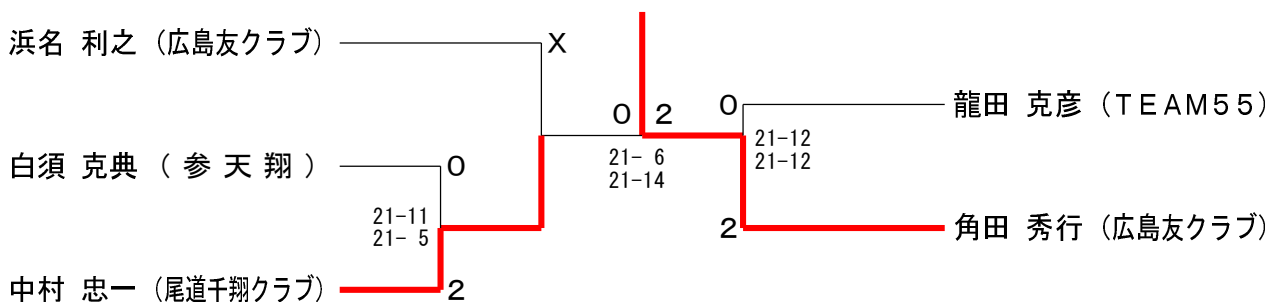 浜名 利之 (広島友クラブ)
X
白須 克典 ( 参 天 翔 )
0
21-11
21- 5
中村 忠一 (尾道千翔クラブ)
2
0 2
21- 6
21-14
0
龍田 克彦 (TEAM55)
21-12
21-12
2
角田 秀行 (広島友クラブ)